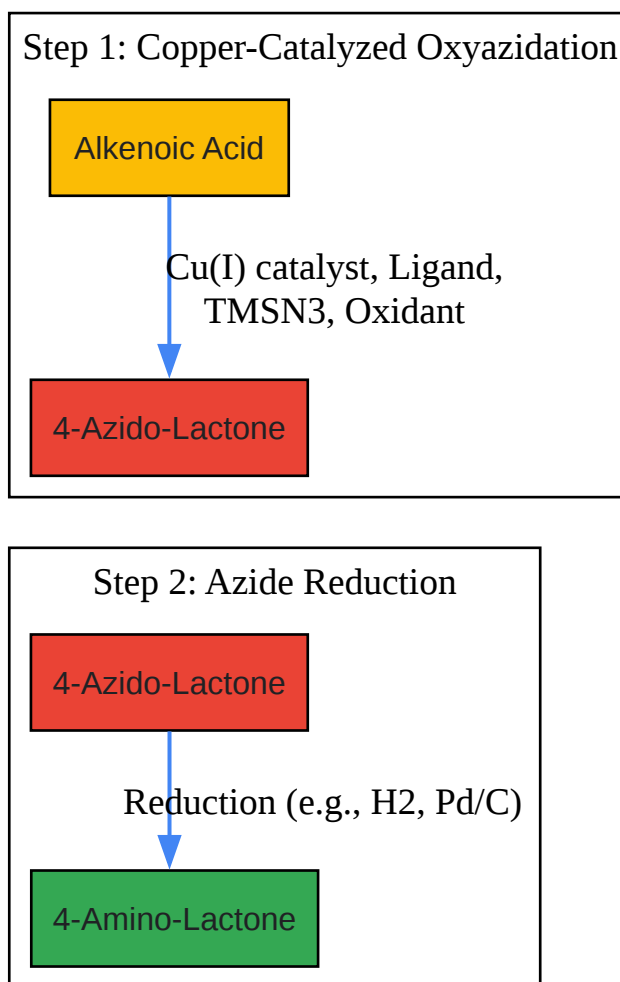 Step 1: Copper-Catalyzed Oxyazidation
Alkenoic Acid
Cu(I) catalyst, Ligand,
TMSN3, Oxidant
4-Azido-Lactone
Step 2: Azide Reduction
4-Azido-Lactone
Reduction (e.g., H2, Pd/C)
4-Amino-Lactone